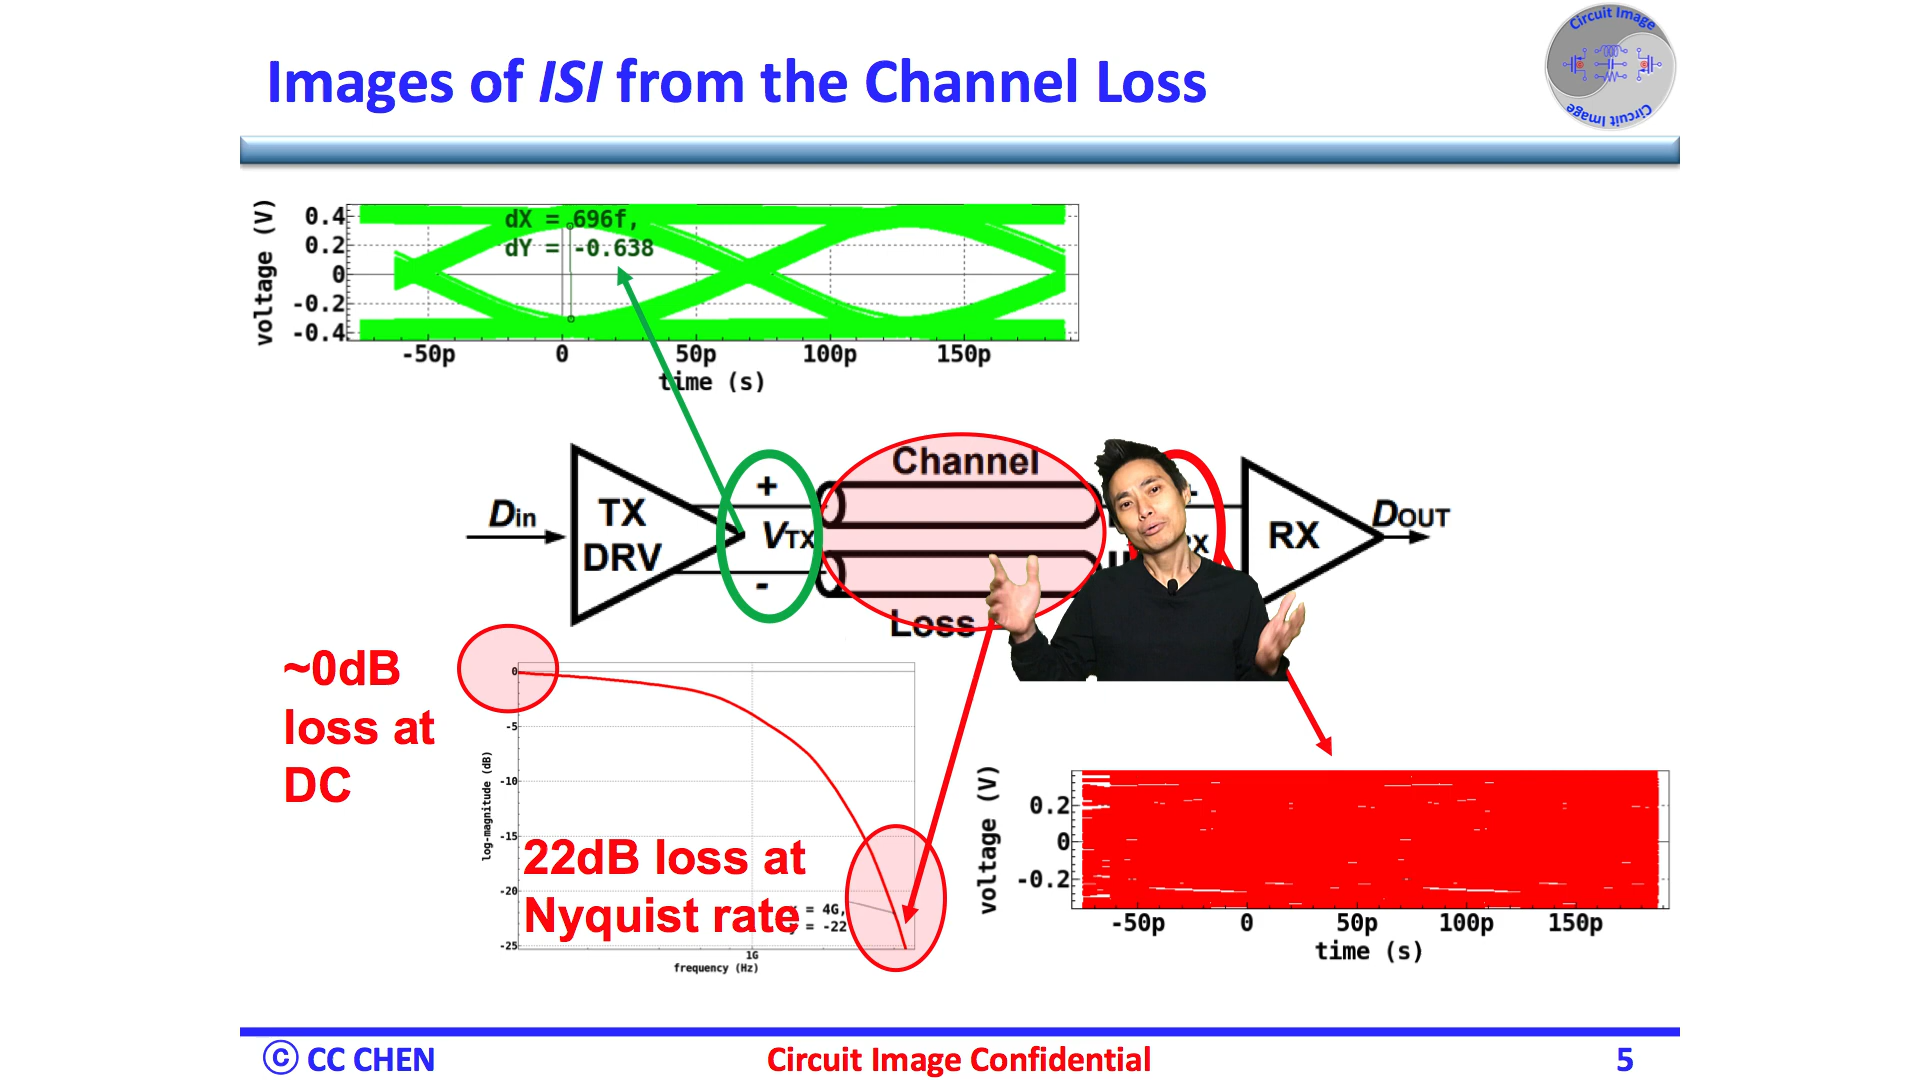 Circuit Image
Images of ISI from the Channel Loss
Circuit Image
voltage (V)
0.4
0.2
0
-0.2
-0.4
dX = 696f,
dY = -0.638
-50p 0 50p 100p 150p
time (s)
Channel
Din
TX
DRV
+
VTX
-
RX
DOUT
Loss
~0dB
loss at
DC
log-magnitude (dB)
0
-5
-10
-15
-20
-25
22dB loss at
Nyquist rate
= 4G,
= -22
1G
frequency (Hz)
voltage (V)
0.2
0
-0.2
-50p 0 50p 100p 150p
time (s)
© CC CHEN
Circuit Image Confidential
5